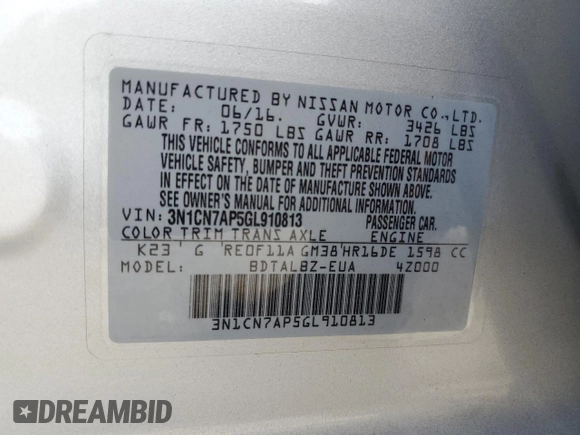 MANUFACTURED BY NISSAN MOTOR CO.,LTD.
DATE: 06/16. GVWR: 3426 LBS
GAWR FR: 1750 LBS GAWR RR: 1708 LBS
THIS VEHICLE CONFORMS TO ALL APPLICABLE FEDERAL MOTOR
VEHICLE SAFETY, BUMPER AND THEFT PREVENTION STANDARDS
IN EFFECT ON THE DATE OF MANUFACTURE SHOWN ABOVE.
SEE OWNER'S MANUAL FOR ADDITIONAL INFORMATION.
VIN: 3N1CN7AP5GL910813 PASSENGER CAR.
COLOR TRIM TRANS AXLE ENGINE
K23 G RE0F11A GM38 HR16DE 1598 CC
MODEL: BDTALBZ-EUA 4Z000
3N1CN7AP5GL910813
DREAMBID